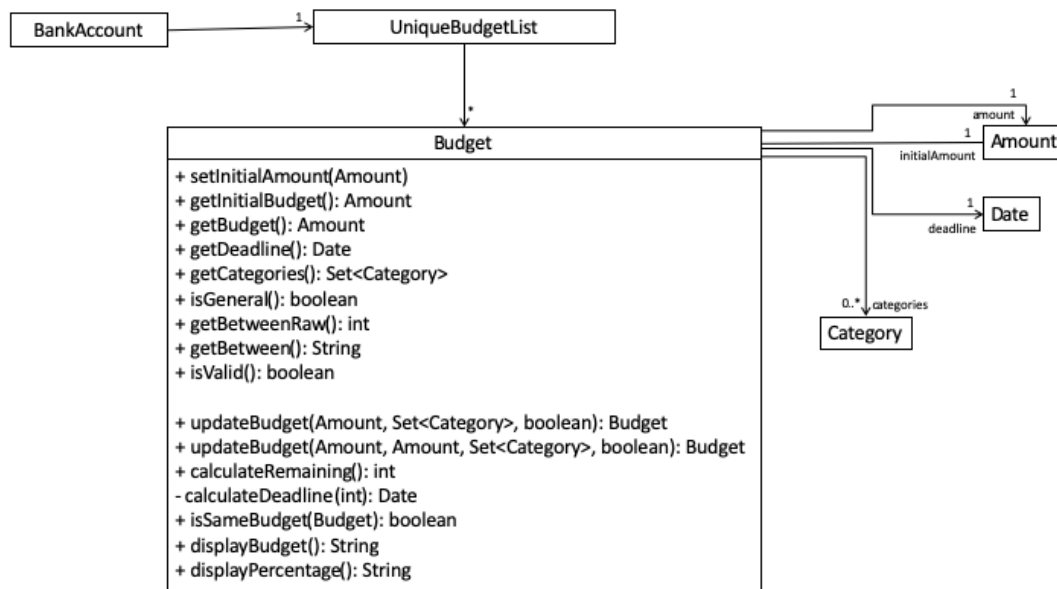 BankAccount
1
UniqueBudgetList
*
Budget
+ setInitialAmount(Amount)
+ getInitialBudget(): Amount
+ getBudget(): Amount
+ getDeadline(): Date
+ getCategories(): Set<Category>
+ isGeneral(): boolean
+ getBetweenRaw(): int
+ getBetween(): String
+ isValid(): boolean
+ updateBudget(Amount, Set<Category>, boolean): Budget
+ updateBudget(Amount, Amount, Set<Category>, boolean): Budget
+ calculateRemaining(): int
- calculateDeadline(int): Date
+ isSameBudget(Budget): boolean
+ displayBudget(): String
+ displayPercentage(): String
1
amount
1
initialAmount
Amount
1
deadline
Date
0..* categories
Category